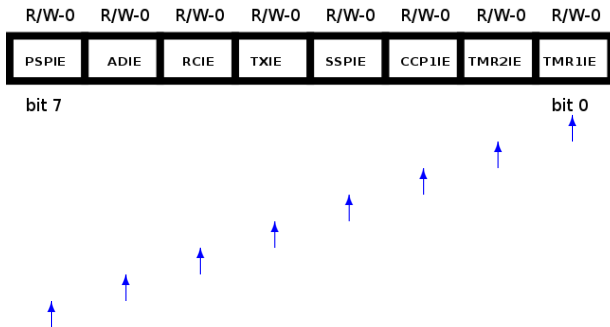 R/W-0 R/W-0 R/W-0 R/W-0 R/W-0 R/W-0 R/W-0 R/W-0
PSPIE ADIE RCIE TXIE SSPIE CCP1IE TMR2IE TMR1IE
bit 7 bit 0